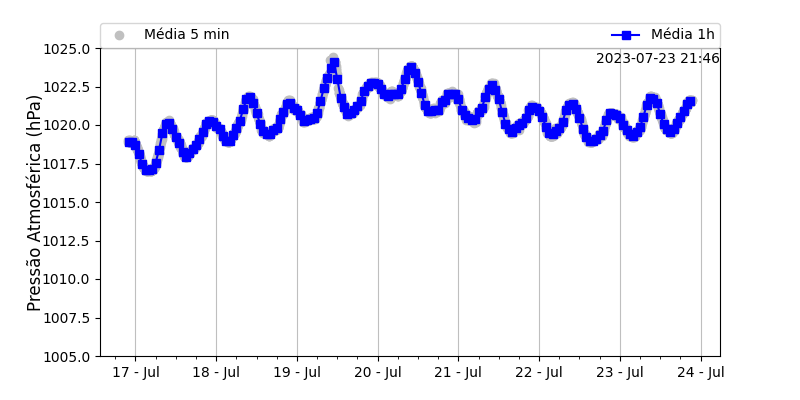 Média 5 min
Média 1h
2023-07-23 21:46
Pressão Atmosférica (hPa)
1025.0
1022.5
1020.0
1017.5
1015.0
1012.5
1010.0
1007.5
1005.0
17 - Jul
18 - Jul
19 - Jul
20 - Jul
21 - Jul
22 - Jul
23 - Jul
24 - Jul